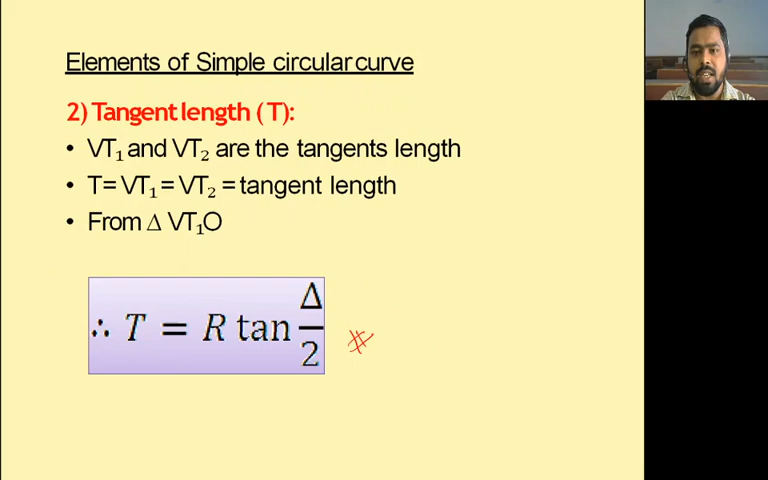 Elements of Simple circular curve
2) Tangent length (T):
• VT₁ and VT₂ are the tangents length
• T= VT₁ = VT₂ = tangent length
• From Δ VT₁O
∴ T = R tan Δ/2